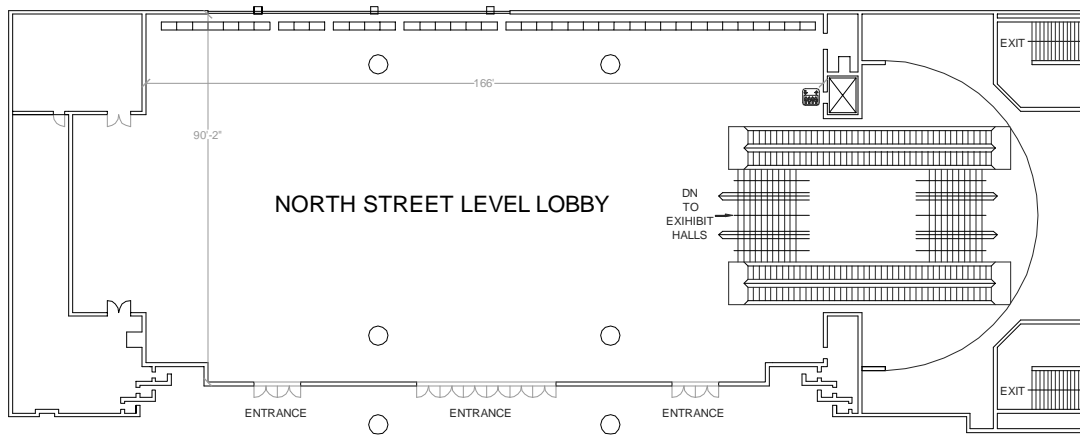 EXIT
166'
90'-2"
NORTH STREET LEVEL LOBBY
DN
TO
EXIHIBIT
HALLS
EXIT
ENTRANCE
ENTRANCE
ENTRANCE